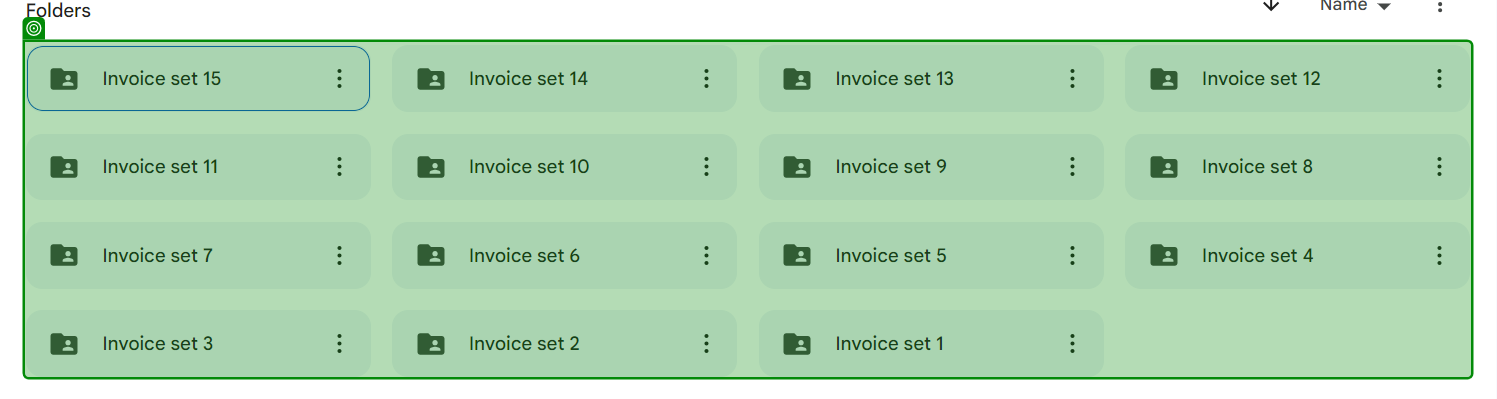 Folders
Name
Invoice set 15
Invoice set 14
Invoice set 13
Invoice set 12
Invoice set 11
Invoice set 10
Invoice set 9
Invoice set 8
Invoice set 7
Invoice set 6
Invoice set 5
Invoice set 4
Invoice set 3
Invoice set 2
Invoice set 1